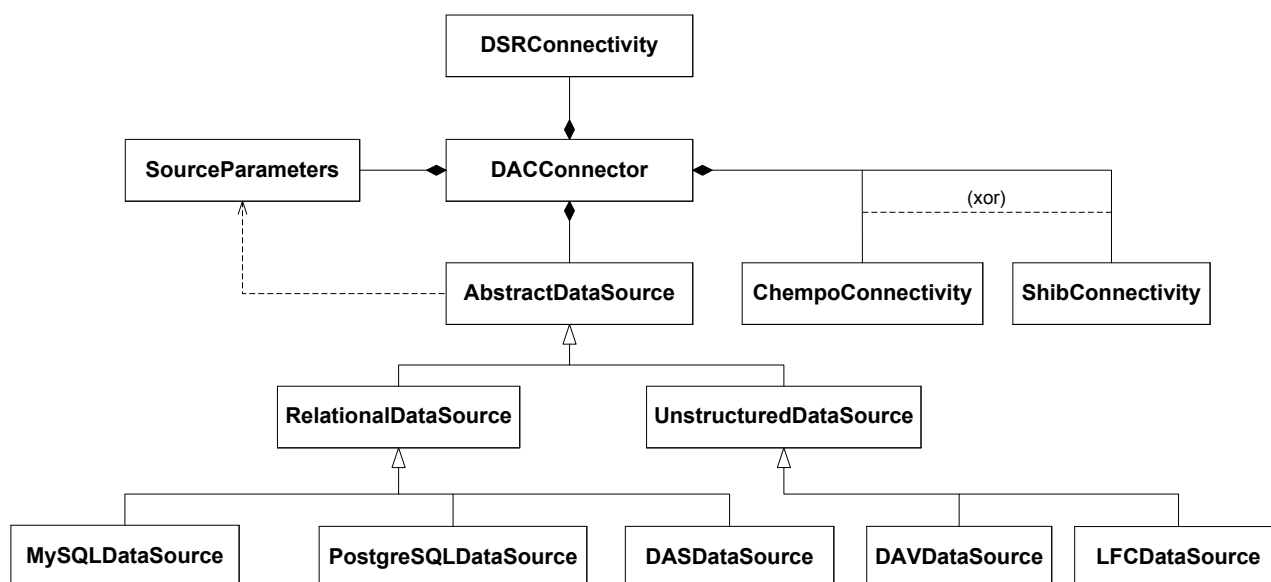 DSRConnectivity
SourceParameters
DACConnector
(xor)
AbstractDataSource
ChempoConnectivity
ShibConnectivity
RelationalDataSource
UnstructuredDataSource
MySQLDataSource
PostgreSQLDataSource
DASDataSource
DAVDataSource
LFCDataSource